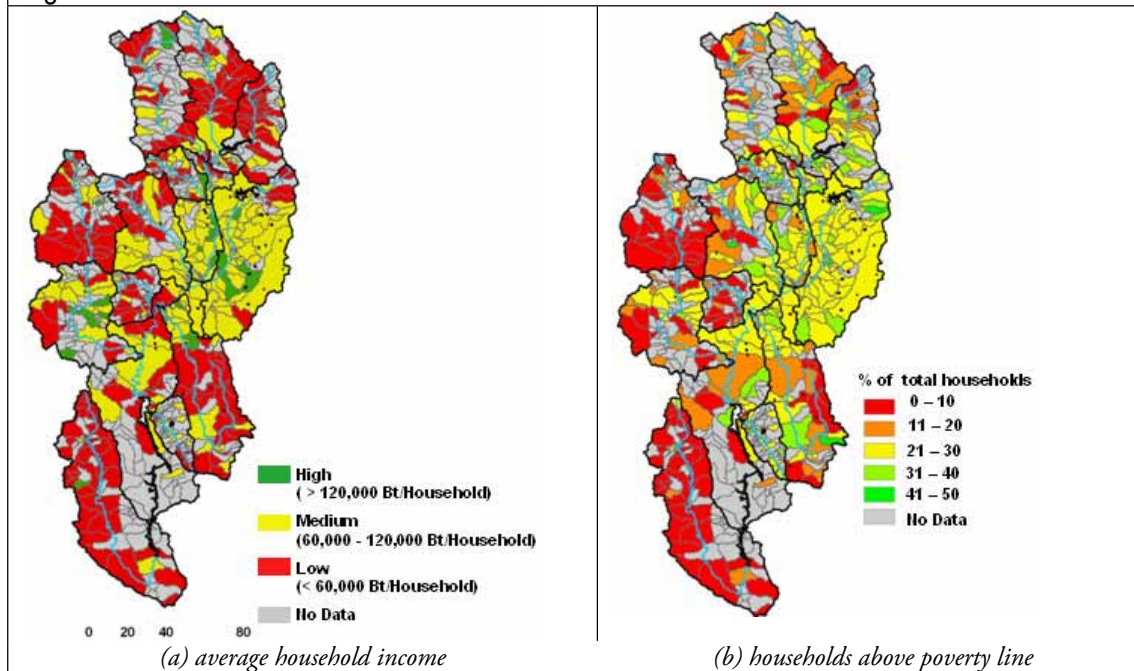 High
( > 120,000 Bt/Household)
Medium
(60,000 - 120,000 Bt/Household)
Low
(< 60,000 Bt/Household)
No Data
0 20 40 80
(a) average household income
% of total households
0 – 10
11 – 20
21 – 30
31 – 40
41 – 50
No Data
(b) households above poverty line